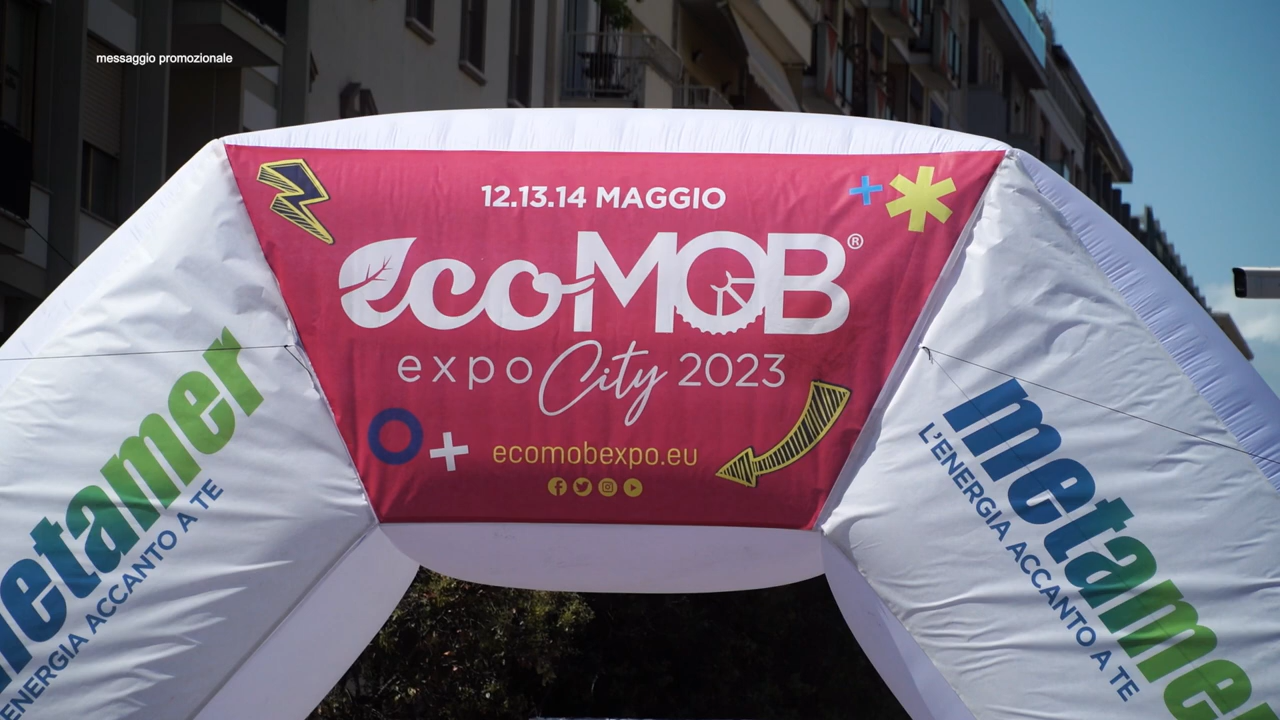 messaggio promozionale
12.13.14 MAGGIO
ecoMOB®
expo City 2023
ecomobexpo.eu
metamer
L'ENERGIA ACCANTO A TE
metamer
L'ENERGIA ACCANTO A TE